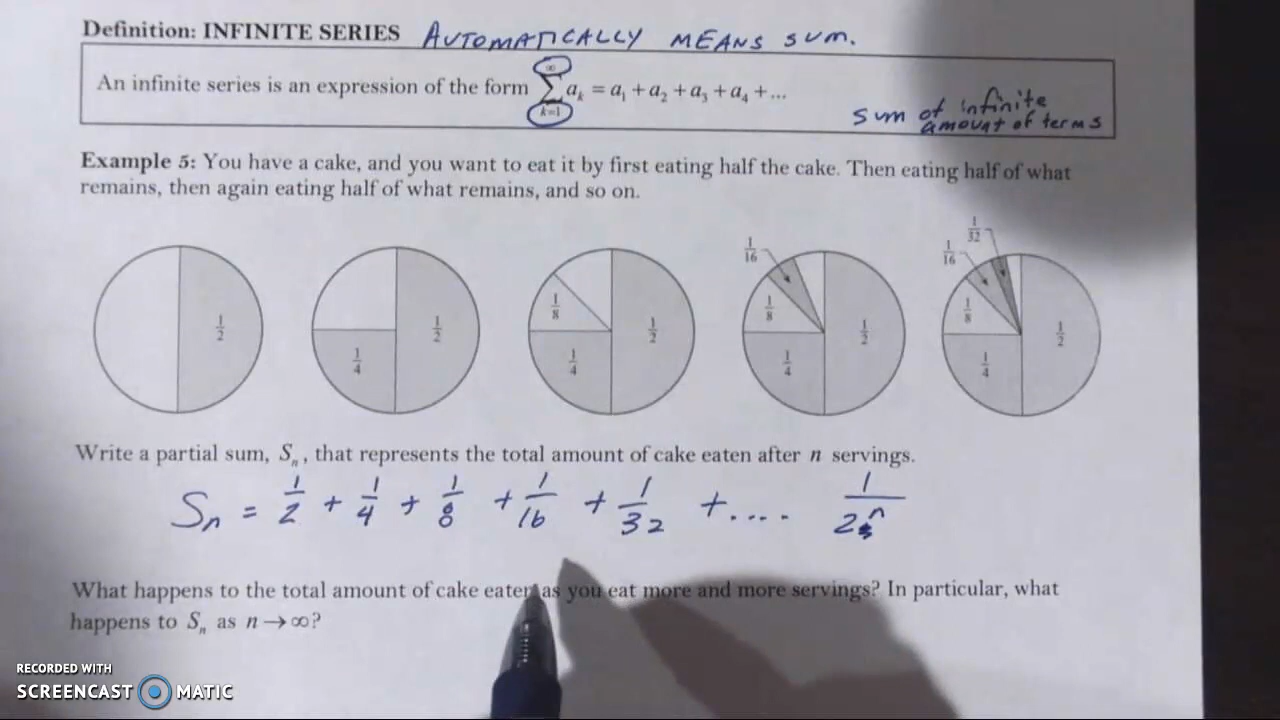 Definition: INFINITE SERIES AUTOMATICALLY MEANS SUM.
An infinite series is an expression of the form ∑_{k=1}^{∞} a_k = a_1 + a_2 + a_3 + a_4 + ...
sum of infinite
amount of terms
Example 5: You have a cake, and you want to eat it by first eating half the cake. Then eating half of what
remains, then again eating half of what remains, and so on.
1/2
1/4 1/2
1/8 1/4 1/2
1/16 1/8 1/4 1/2
1/32 1/16 1/8 1/4 1/2
Write a partial sum, S_n, that represents the total amount of cake eaten after n servings.
S_n = 1/2 + 1/4 + 1/8 + 1/16 + 1/32 + .... 1/2^n
What happens to the total amount of cake eaten as you eat more and more servings? In particular, what
happens to S_n as n→∞?
RECORDED WITH
SCREENCAST MATIC